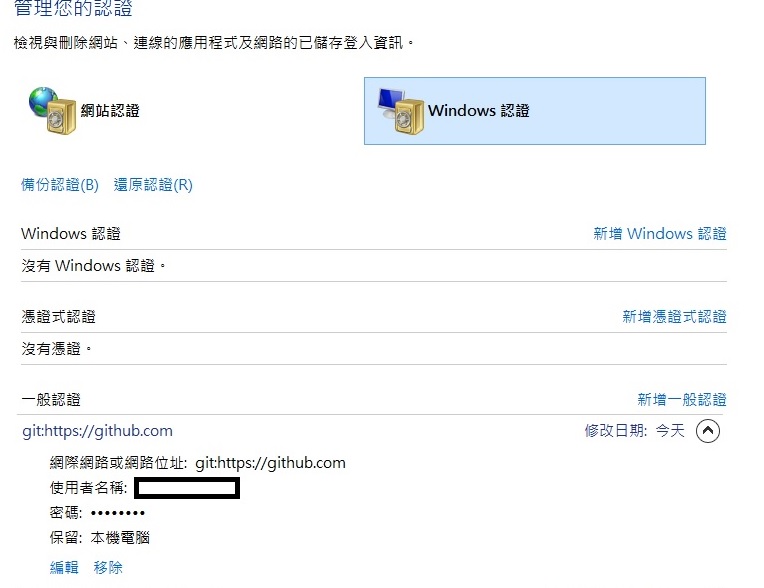 管理您的認證
檢視與刪除網站、連線的應用程式及網路的已儲存登入資訊。
網站認證
Windows 認證
備份認證(B) 還原認證(R)
Windows 認證 新增 Windows 認證
沒有 Windows 認證。
憑證式認證 新增憑證式認證
沒有憑證。
一般認證 新增一般認證
git:https://github.com 修改日期: 今天
網際網路或網路位址: git:https://github.com
使用者名稱:
密碼: ••••••••
保留: 本機電腦
編輯 移除